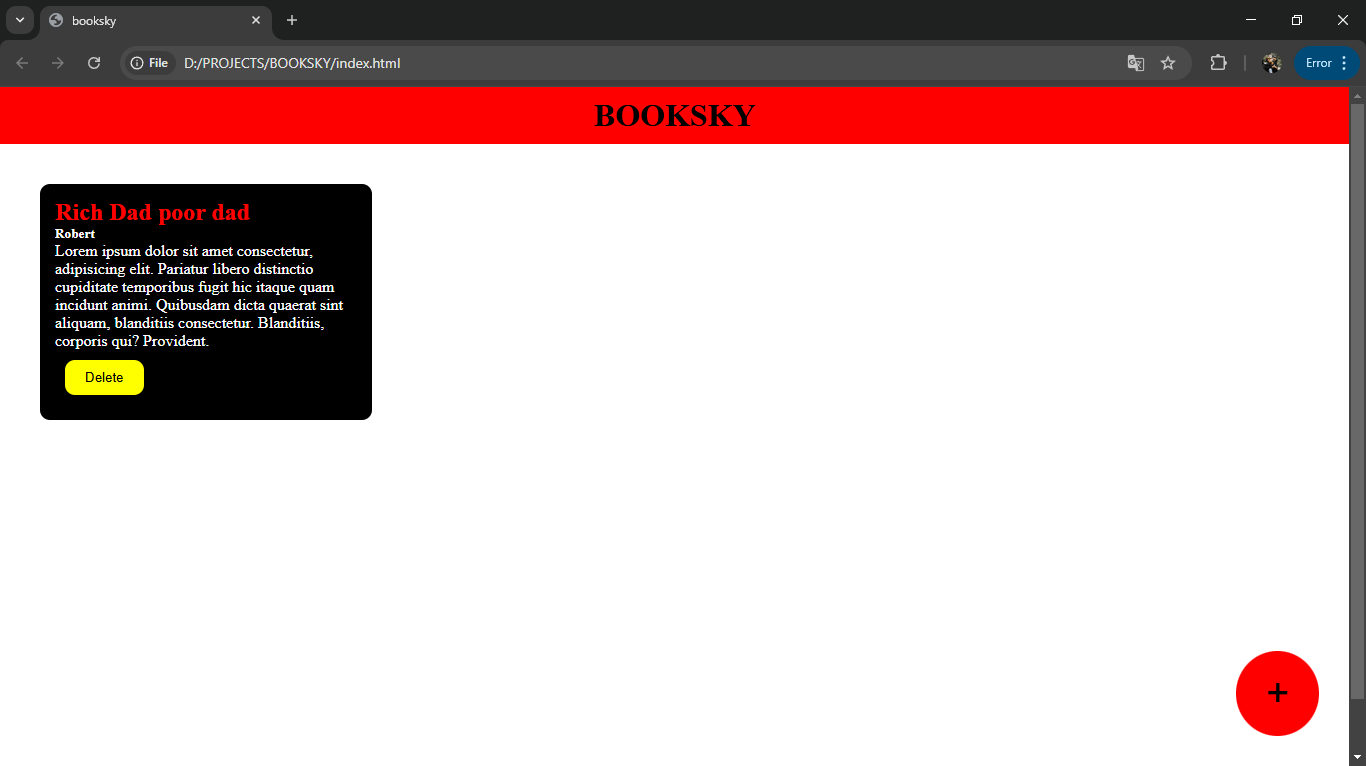 booksky
File
D:/PROJECTS/BOOKSKY/index.html
Error
BOOKSKY
Rich Dad poor dad
Robert
Lorem ipsum dolor sit amet consectetur,
adipisicing elit. Pariatur libero distinctio
cupiditate temporibus fugit hic itaque quam
incidunt animi. Quibusdam dicta quaerat sint
aliquam, blanditiis consectetur. Blanditiis,
corporis qui? Provident.
Delete
+